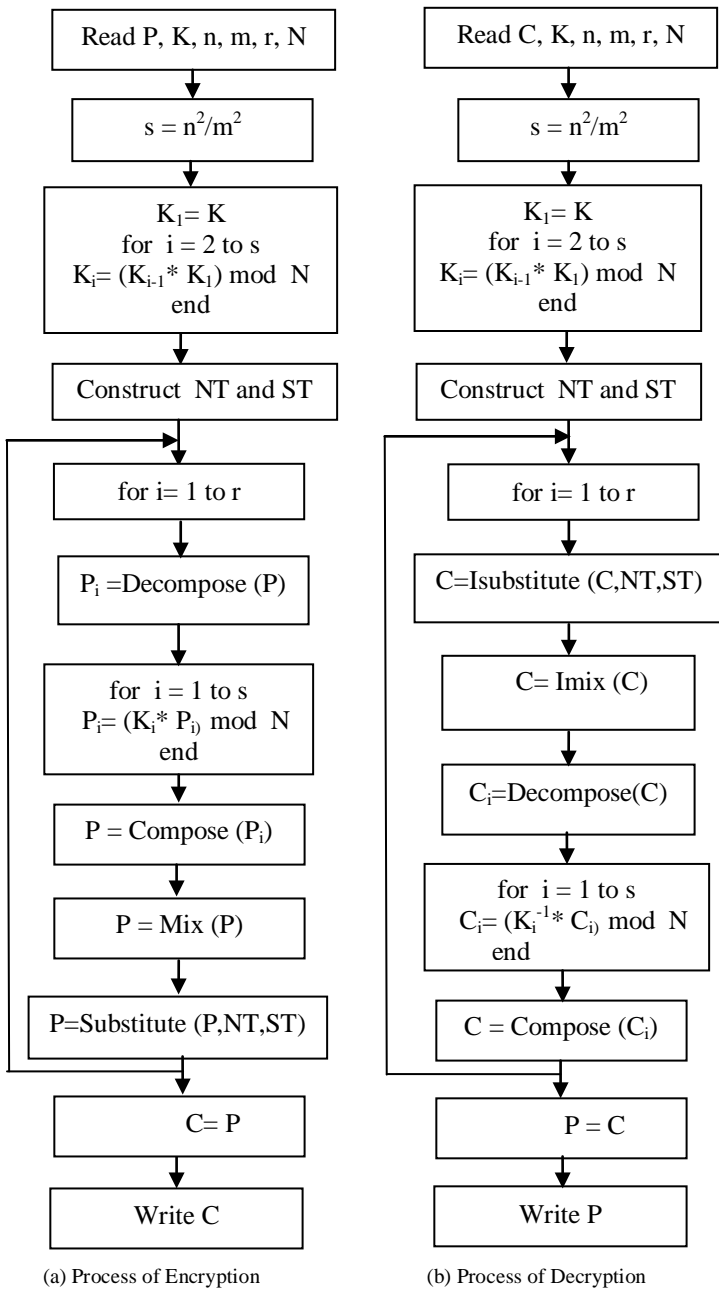 Read P, K, n, m, r, N
s = n²/m²
K₁= K
for i = 2 to s
Kᵢ= (Kᵢ₋₁* K₁) mod N
end
Construct NT and ST
for i= 1 to r
Pᵢ =Decompose (P)
for i = 1 to s
Pᵢ= (Kᵢ* Pᵢ₎ mod N
end
P = Compose (Pᵢ)
P = Mix (P)
P=Substitute (P,NT,ST)
C= P
Write C
(a) Process of Encryption
Read C, K, n, m, r, N
s = n²/m²
K₁= K
for i = 2 to s
Kᵢ= (Kᵢ₋₁* K₁) mod N
end
Construct NT and ST
for i= 1 to r
C=Isubstitute (C,NT,ST)
C= Imix (C)
Cᵢ=Decompose(C)
for i = 1 to s
Cᵢ= (Kᵢ⁻¹* Cᵢ₎ mod N
end
C = Compose (Cᵢ)
P = C
Write P
(b) Process of Decryption